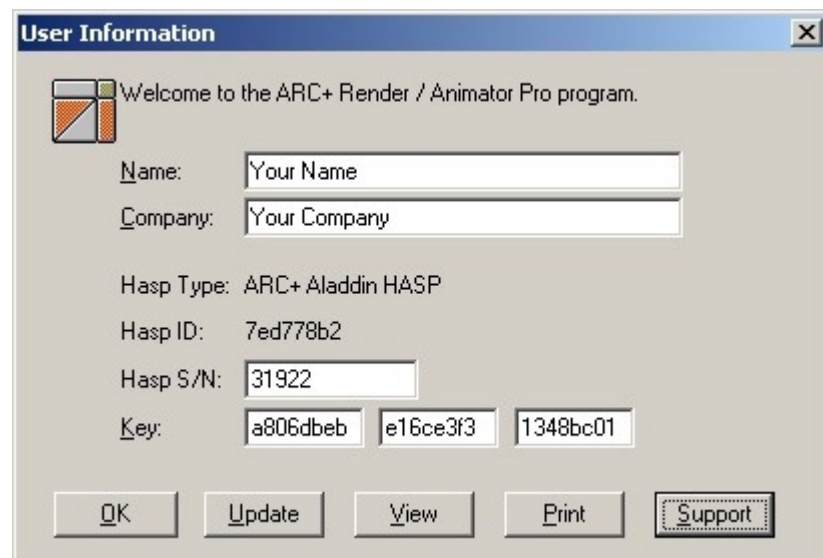 User Information
Welcome to the ARC+ Render / Animator Pro program.
Name: Your Name
Company: Your Company
Hasp Type: ARC+ Aladdin HASP
Hasp ID: 7ed778b2
Hasp S/N: 31922
Key: a806dbeb e16ce3f3 1348bc01
OK Update View Print Support